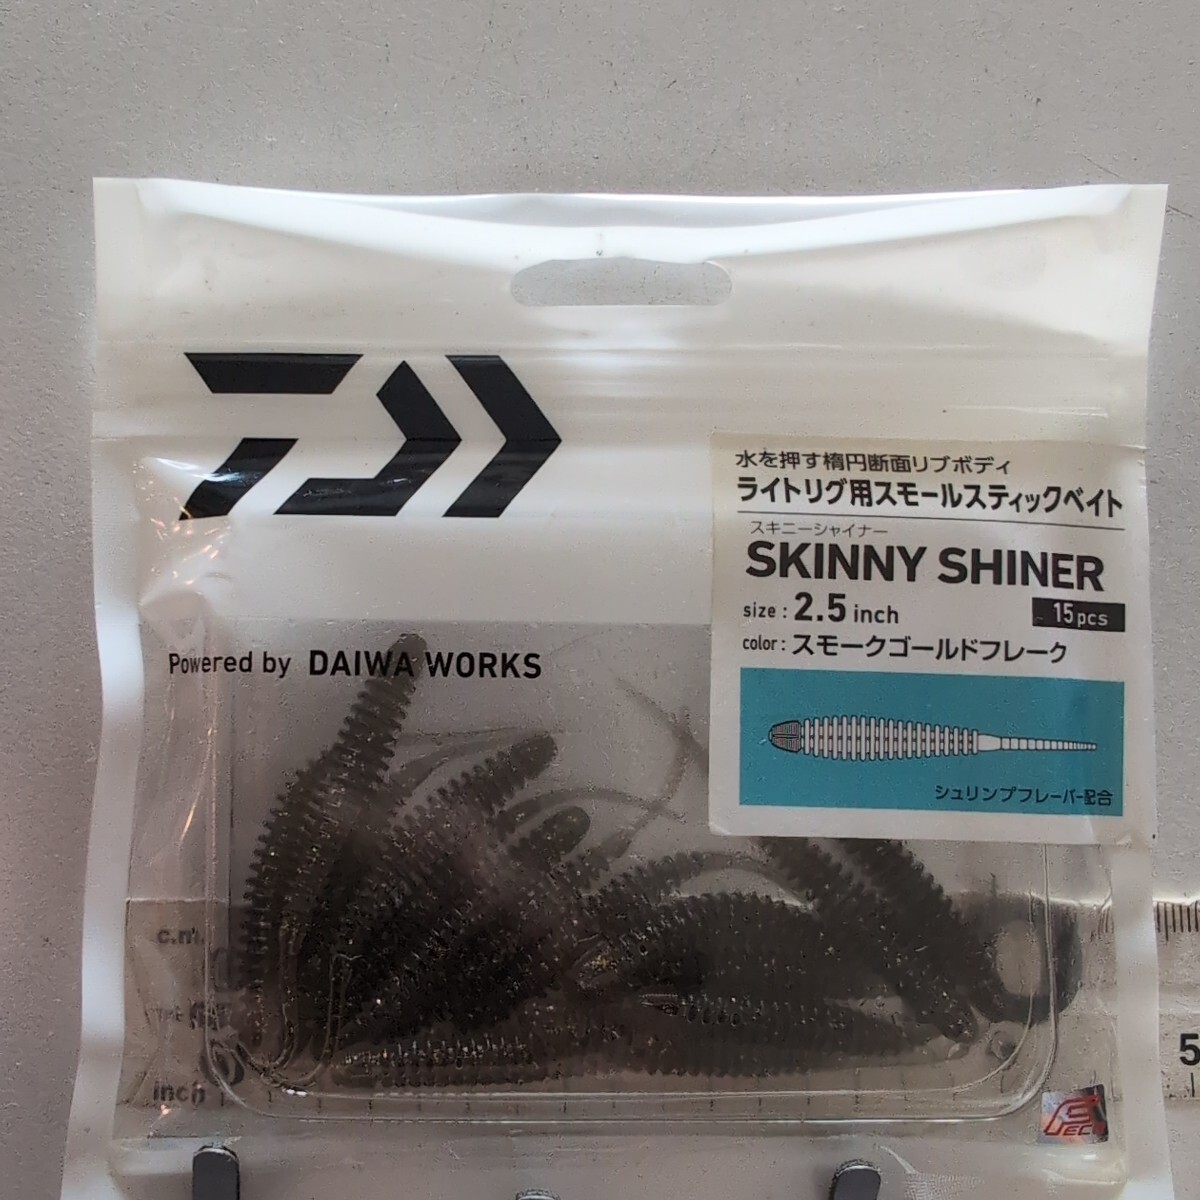 水を押す楕円断面リブボディ
ライトリグ用スモールスティックベイト
スキニーシャイナー
SKINNY SHINER
size : 2.5 inch 15pcs
color : スモークゴールドフレーク
Powered by DAIWA WORKS
シュリンプフレーバー配合
c.m.
inch
5